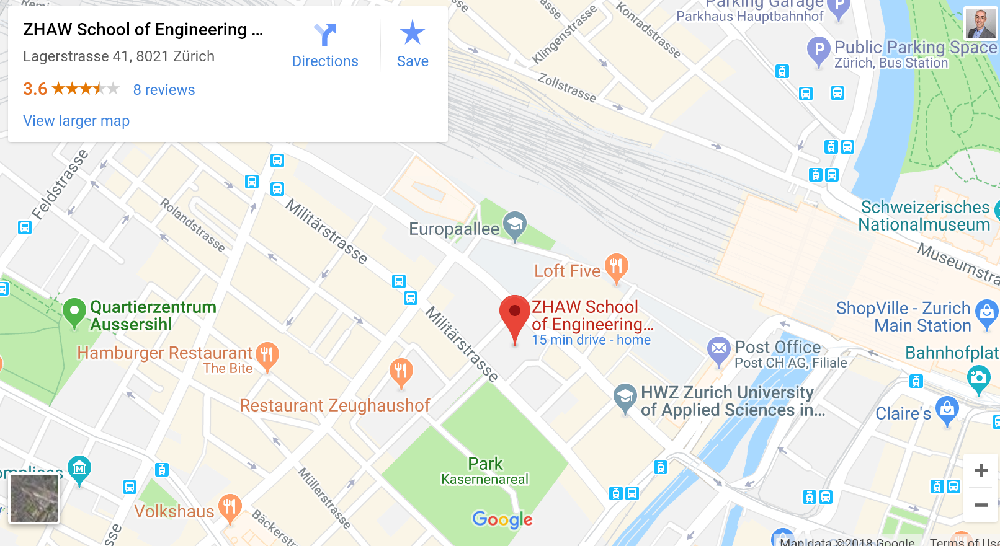 Parking Garage
Parkhaus Hauptbahnhof
ZHAW School of Engineering ...
Lagerstrasse 41, 8021 Zürich
3.6
8 reviews
View larger map
Directions
Save
Klingenstrasse
Konradstrasse
Zollstrasse
P
Public Parking Space
Zürich, Bus Station
Feldstrasse
Rolandstrasse
Militärstrasse
Europaallee
Loft Five
Schweizerisches
Nationalmuseum
Museumstra
Quartierzentrum
Aussersihl
ZHAW School
of Engineering...
15 min drive - home
ShopVille - Zurich
Main Station
Militärstrasse
Hamburger Restaurant
The Bite
Post Office
Post CH AG, Filiale
Bahnhofplat
Restaurant Zeughaushof
HWZ Zurich University
of Applied Sciences in...
Claire's
Park
Kasernenareal
omplices
M
Müllerstrasse
Volkshaus
Bäckerstr
Google
+
−
Map data ©2018 Google
Terms of Use